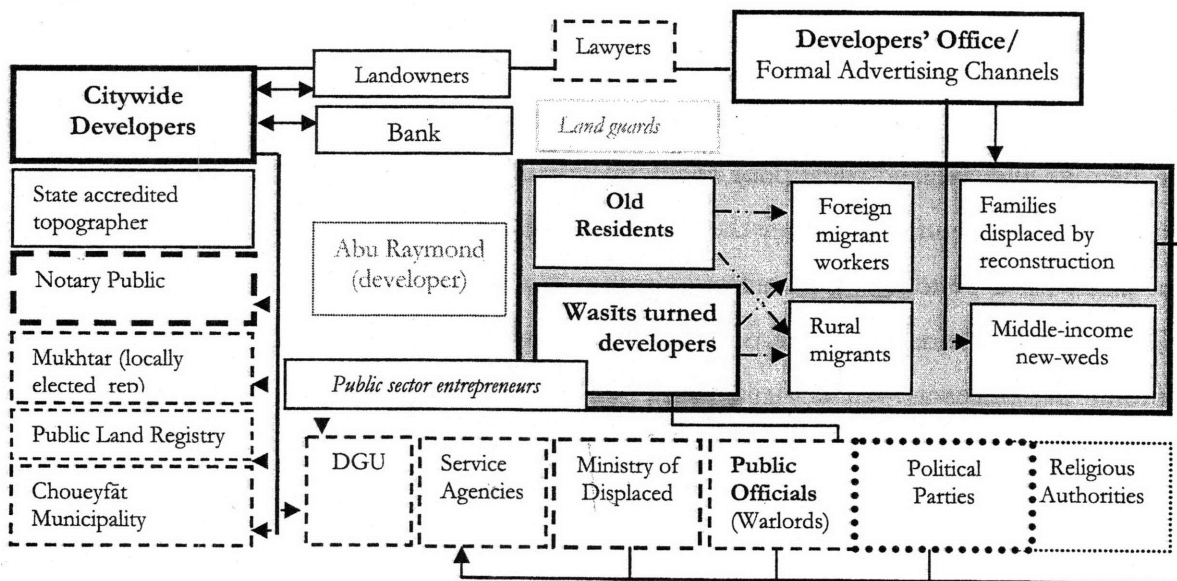 Lawyers
Developers' Office/
Formal Advertising Channels
Citywide
Developers
Landowners
Bank
Land guards
State accredited
topographer
Abu Raymond
(developer)
Old
Residents
Foreign
migrant
workers
Families
displaced by
reconstruction
Notary Public
Wasīts turned
developers
Rural
migrants
Middle-income
new-weds
Mukhtar (locally
elected rep)
Public sector entrepreneurs
Public Land Registry
Choueyfāt
Municipality
DGU
Service
Agencies
Ministry of
Displaced
Public
Officials
(Warlords)
Political
Parties
Religious
Authorities